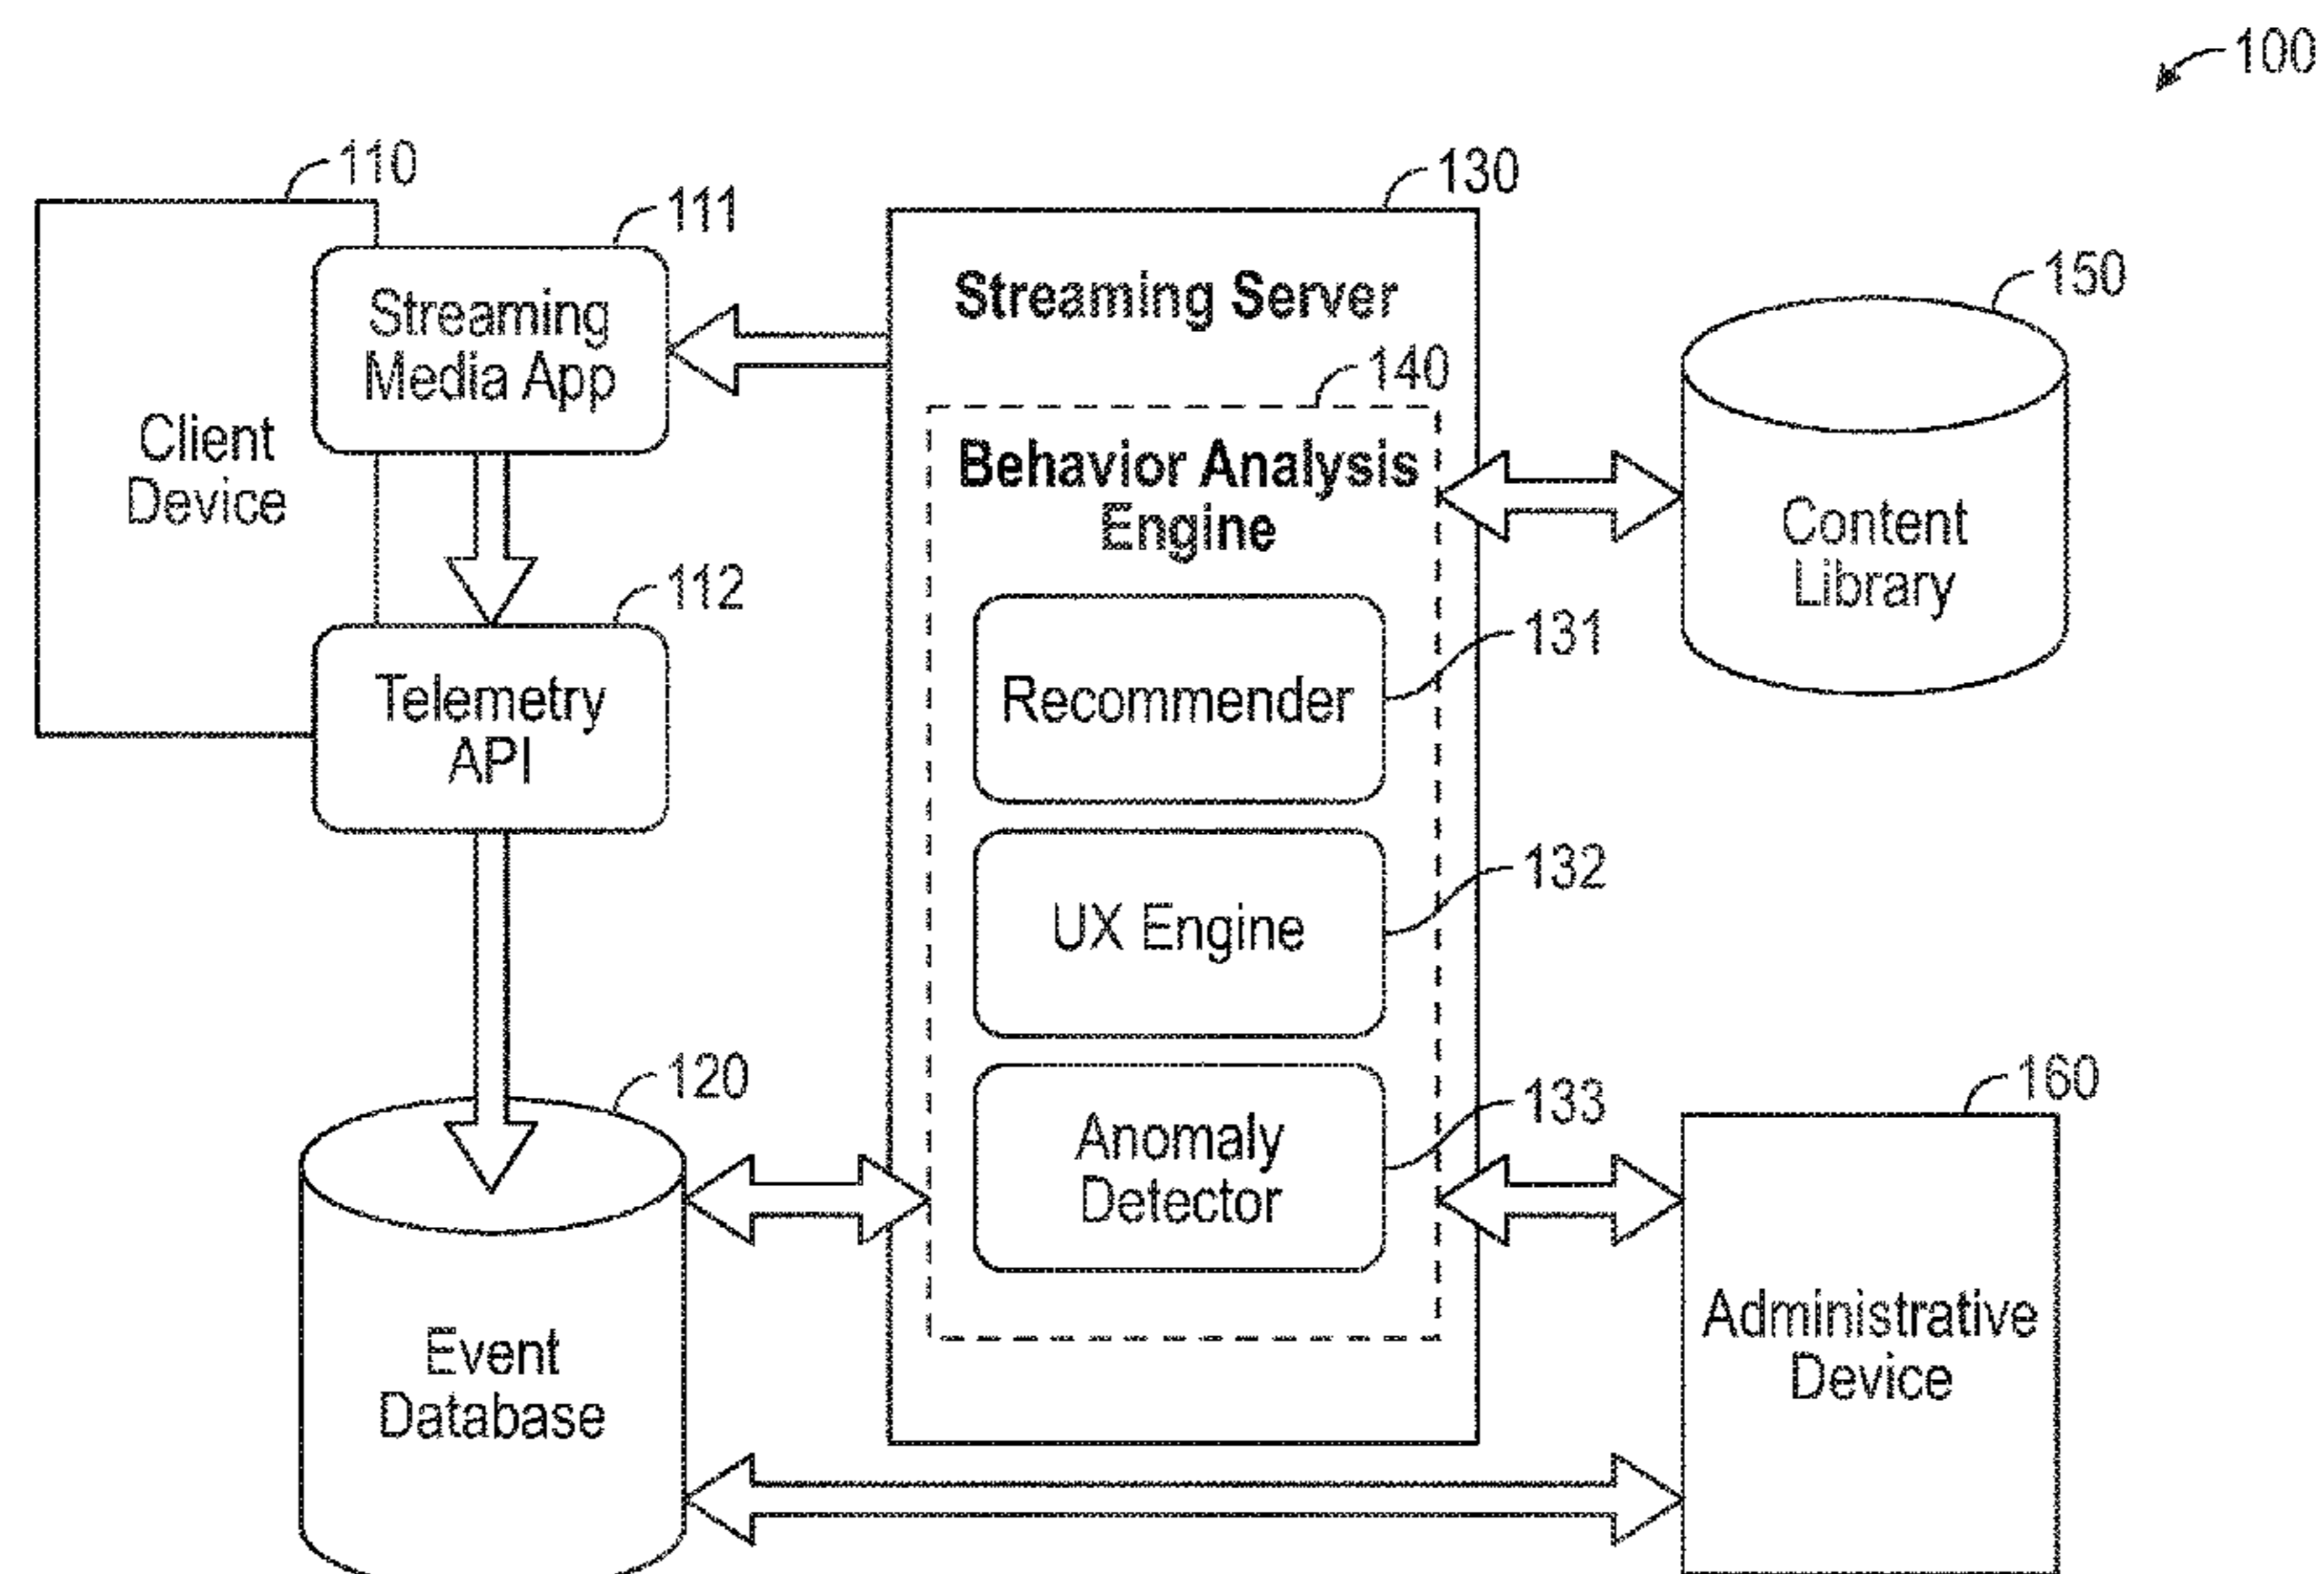 100
110
111
Streaming
Media App
Client
Device
112
Telemetry
API
120
Event
Database
130
Streaming Server
140
Behavior Analysis
Engine
131
Recommender
132
UX Engine
133
Anomaly
Detector
150
Content
Library
160
Administrative
Device